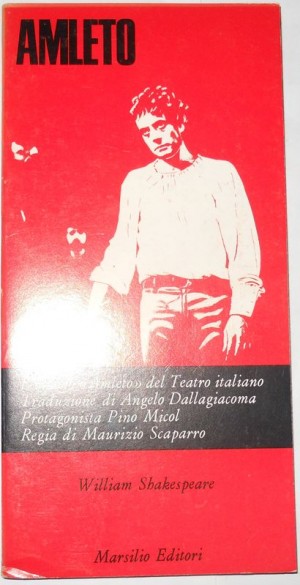 AMLETO
«Amleto» del Teatro italiano
Traduzione di Angelo Dallagiacoma
Protagonista Pino Micol
Regia di Maurizio Scaparro
William Shakespeare
Marsilio Editori